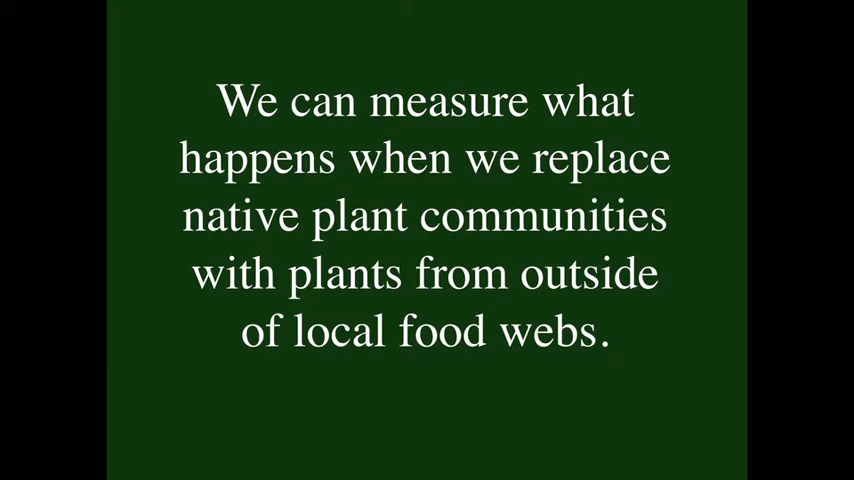 We can measure what
happens when we replace
native plant communities
with plants from outside
of local food webs.